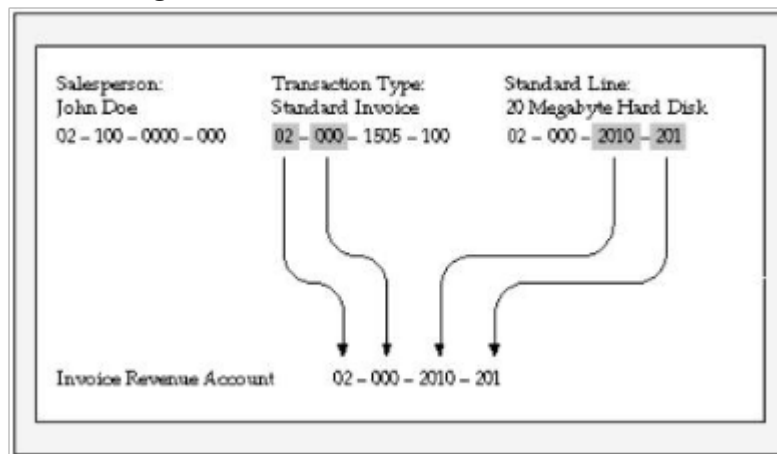 Salesperson:
John Doe
02 – 100 – 0000 – 000
Transaction Type:
Standard Invoice
02 – 000 – 1505 – 100
Standard Line:
20 Megabyte Hard Disk
02 – 000 – 2010 – 201
Invoice Revenue Account 02 – 000 – 2010 – 201